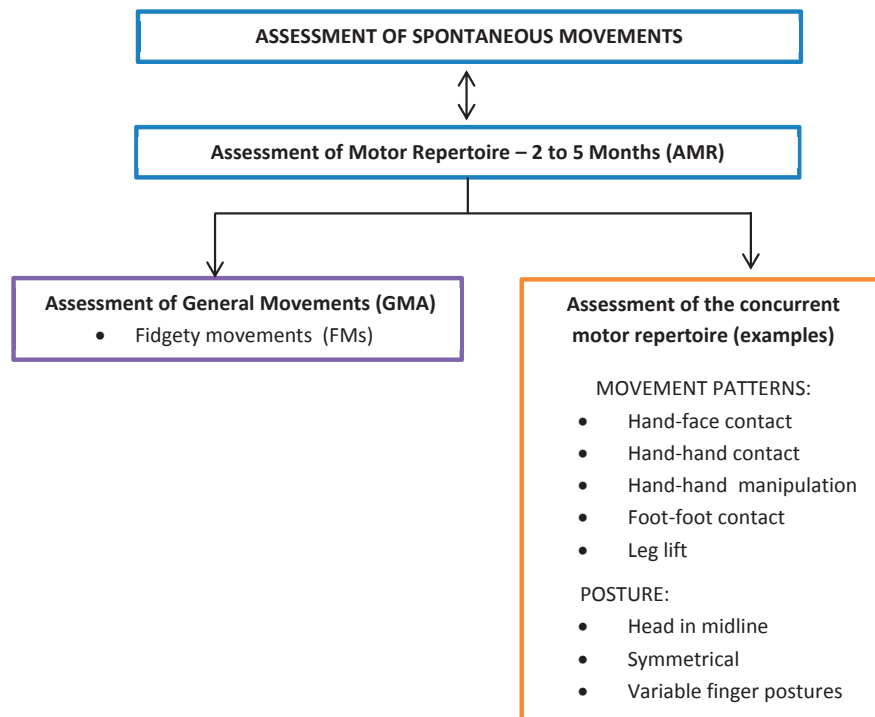 ASSESSMENT OF SPONTANEOUS MOVEMENTS
Assessment of Motor Repertoire – 2 to 5 Months (AMR)
Assessment of General Movements (GMA)
• Fidgety movements (FMs)
Assessment of the concurrent
motor repertoire (examples)
MOVEMENT PATTERNS:
• Hand-face contact
• Hand-hand contact
• Hand-hand manipulation
• Foot-foot contact
• Leg lift
POSTURE:
• Head in midline
• Symmetrical
• Variable finger postures